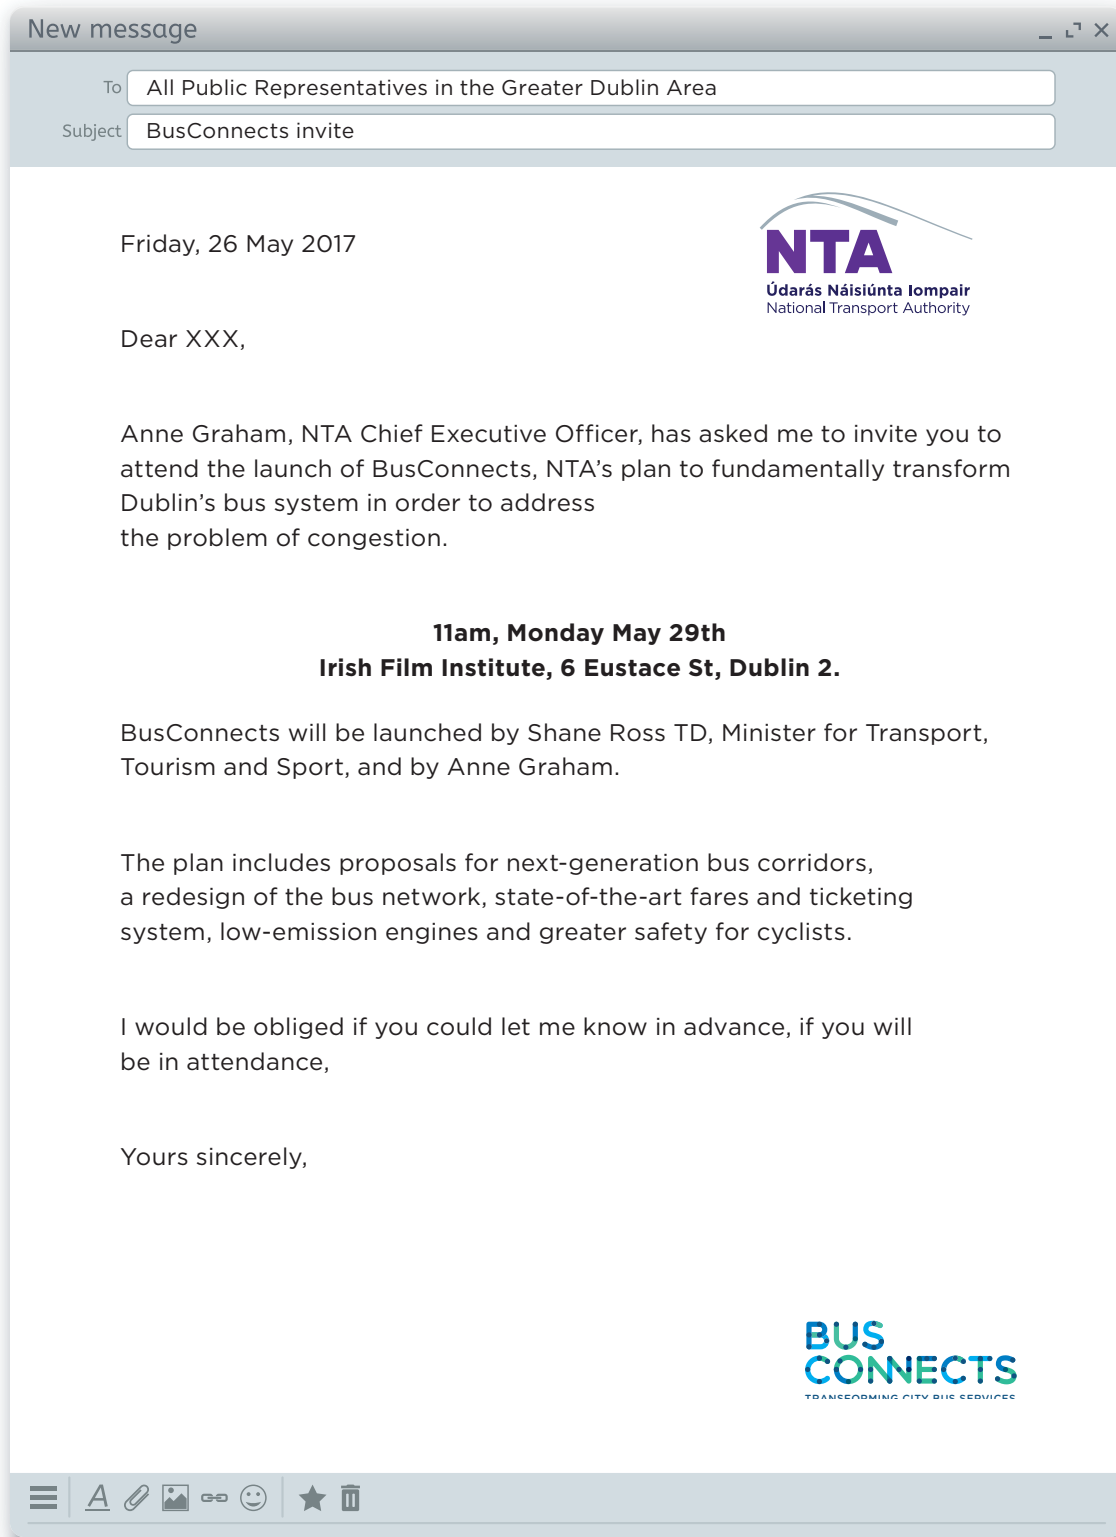 New message
To All Public Representatives in the Greater Dublin Area
Subject BusConnects invite
Friday, 26 May 2017
NTA
Údarás Náisiúnta Iompair
National Transport Authority
Dear XXX,
Anne Graham, NTA Chief Executive Officer, has asked me to invite you to
attend the launch of BusConnects, NTA’s plan to fundamentally transform
Dublin’s bus system in order to address
the problem of congestion.
11am, Monday May 29th
Irish Film Institute, 6 Eustace St, Dublin 2.
BusConnects will be launched by Shane Ross TD, Minister for Transport,
Tourism and Sport, and by Anne Graham.
The plan includes proposals for next-generation bus corridors,
a redesign of the bus network, state-of-the-art fares and ticketing
system, low-emission engines and greater safety for cyclists.
I would be obliged if you could let me know in advance, if you will
be in attendance,
Yours sincerely,
BUS
CONNECTS
TRANSFORMING CITY BUS SERVICES
A